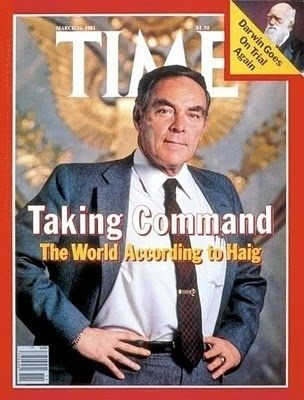 MARCH 16, 1981
$1.50
TIME
Darwin Goes
On Trial
Again
Taking Command
The World According to Haig